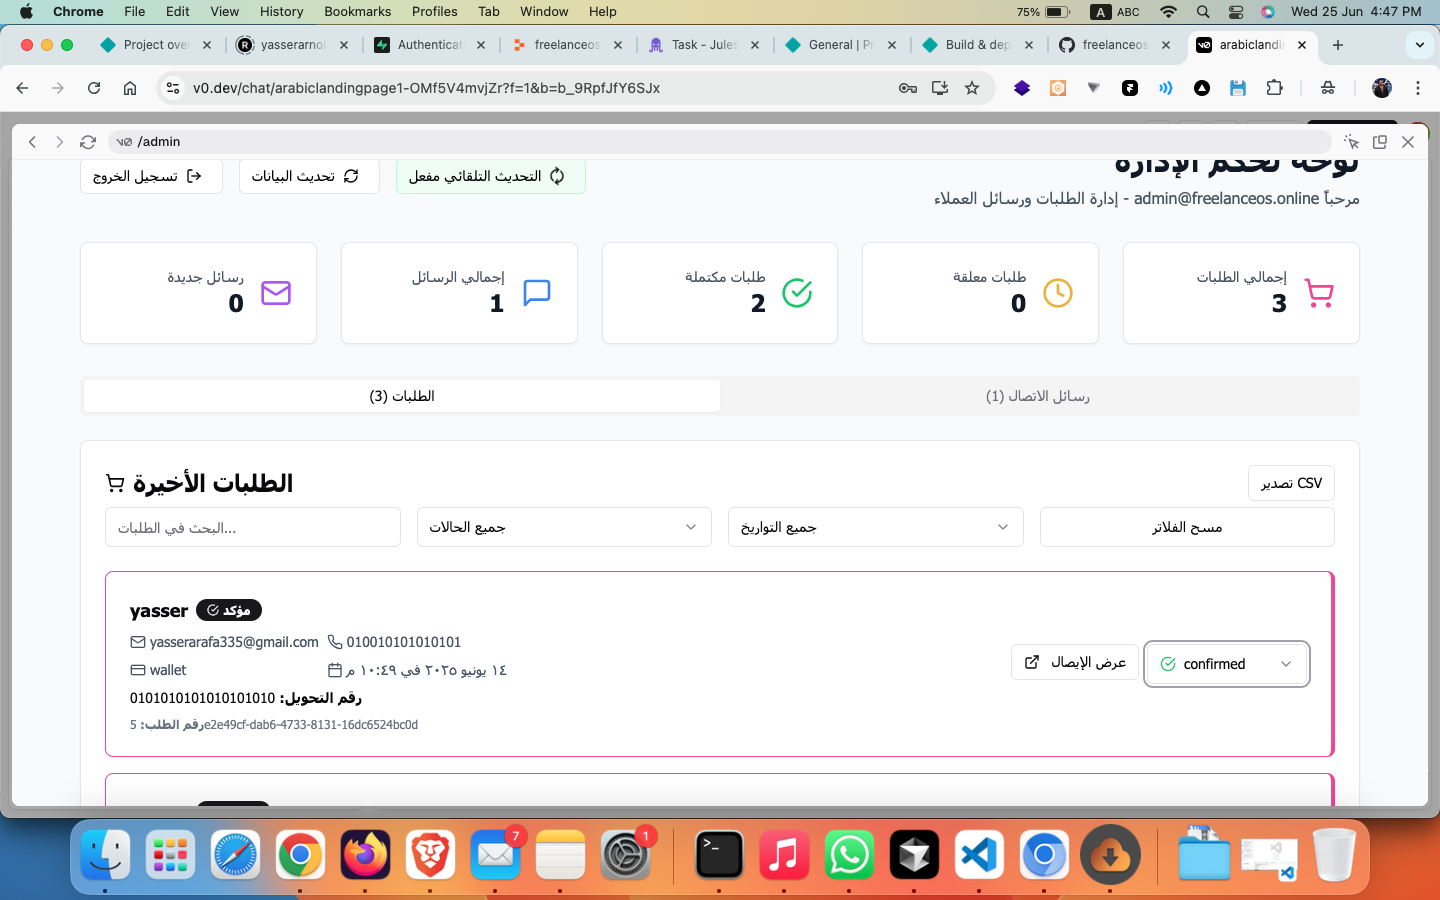 Chrome File Edit View History Bookmarks Profiles Tab Window Help 75% A ABC Wed 25 Jun 4:47 PM
Project over yasserarnol Authenticat freelanceos Task - Jules General | Pr Build & dep freelanceos arabiclandin
v0.dev/chat/arabiclandingpage1-OMf5V4mvjZr?f=1&b=b_9RpfJfY6SJx
/admin
لوحة تحكم الإدارة
تسجيل الخروج تحديث البيانات التحديث التلقائي مفعل
مرحباً admin@freelanceos.online - إدارة الطلبات ورسائل العملاء
إجمالي الطلبات
3
طلبات معلقة
0
طلبات مكتملة
2
إجمالي الرسائل
1
رسائل جديدة
0
الطلبات (3) رسائل الاتصال (1)
الطلبات الأخيرة
تصدير CSV
البحث في الطلبات... جميع الحالات جميع التواريخ مسح الفلاتر
yasser مؤكد
yasserarafa335@gmail.com 010010101010101
wallet ١٤ يونيو ٢٠٢٥ في ١٠:٤٩ م
رقم التحويل: 0101010101010101010
رقم الطلب: 5e2e49cf-dab6-4733-8131-16dc6524bc0d
عرض الإيصال confirmed
7
1